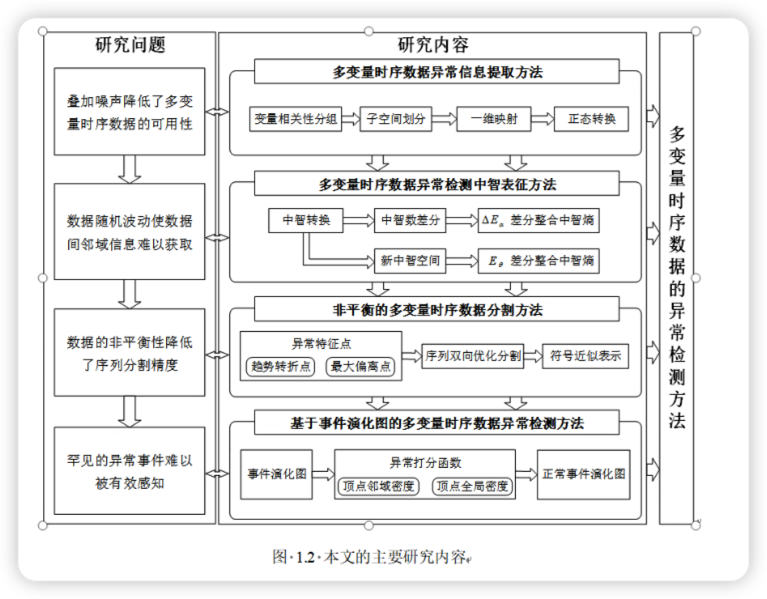 研究问题
研究内容
叠加噪声降低了多变
量时序数据的可用性
多变量时序数据异常信息提取方法
变量相关性分组
子空间划分
一维映射
正态转换
数据随机波动使数据
间邻域信息难以获取
多变量时序数据异常检测中智表征方法
中智转换
中智数差分
ΔEα 差分整合中智熵
新中智空间
Eθ 差分整合中智熵
数据的非平衡性降低
了序列分割精度
非平衡的多变量时序数据分割方法
异常特征点
趋势转折点
最大偏离点
序列双向优化分割
符号近似表示
罕见的异常事件难以
被有效感知
基于事件演化图的多变量时序数据异常检测方法
事件演化图
异常打分函数
顶点邻域密度
顶点全局密度
正常事件演化图
多变量时序数据的异常检测方法
图·1.2·本文的主要研究内容